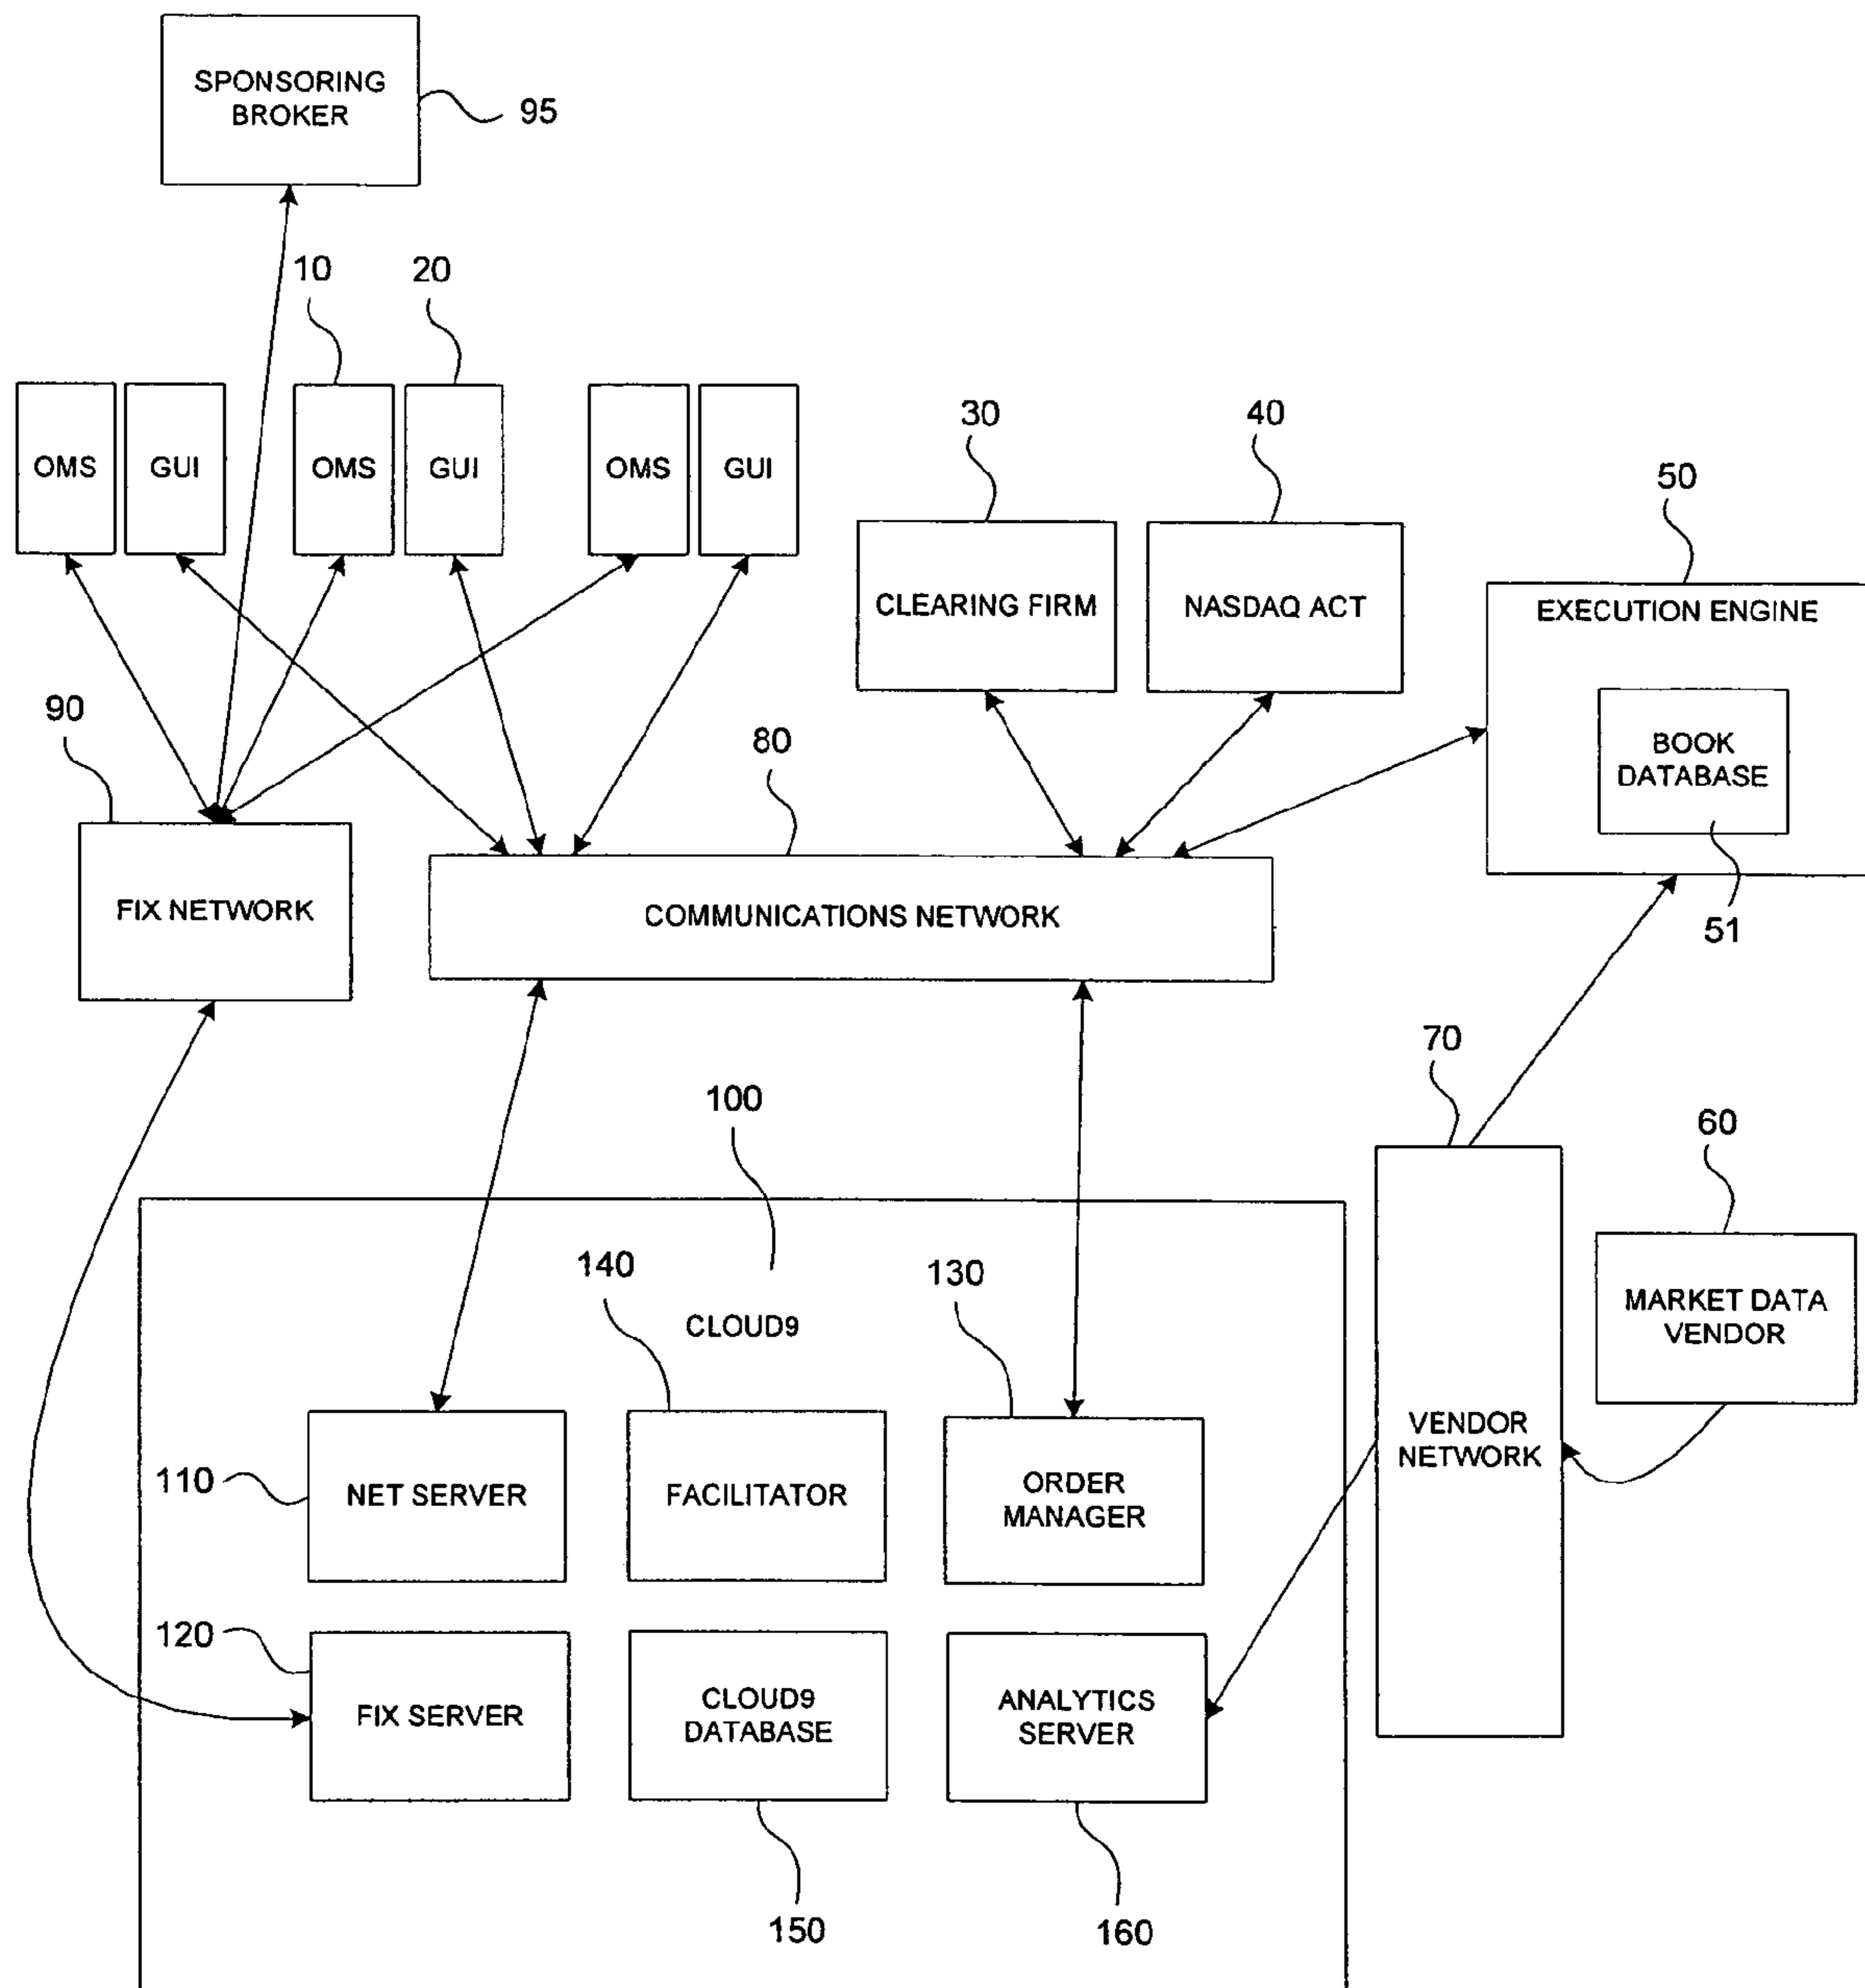 SPONSORING
BROKER
95
10
20
OMS
GUI
OMS
GUI
OMS
GUI
30
40
50
CLEARING FIRM
NASDAQ ACT
EXECUTION ENGINE
BOOK
DATABASE
51
90
80
FIX NETWORK
COMMUNICATIONS NETWORK
70
60
100
140
130
CLOUD9
MARKET DATA
VENDOR
VENDOR
NETWORK
110
NET SERVER
FACILITATOR
ORDER
MANAGER
120
FIX SERVER
CLOUD9
DATABASE
ANALYTICS
SERVER
150
160